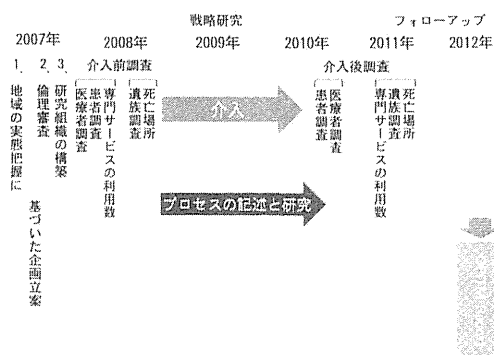 戦略研究
フォローアップ
2007年
2008年
2009年
2010年
2011年
2012年
1、地域の実態把握に
基づいた企画立案
2、倫理審査
3、研究組織の構築
介入前調査
医療者調査
患者調査
専門サービスの利用数
遺族調査
死亡場所
介入
プロセスの記述と研究
介入後調査
患者調査
医療者調査
専門サービスの利用数
遺族調査
死亡場所